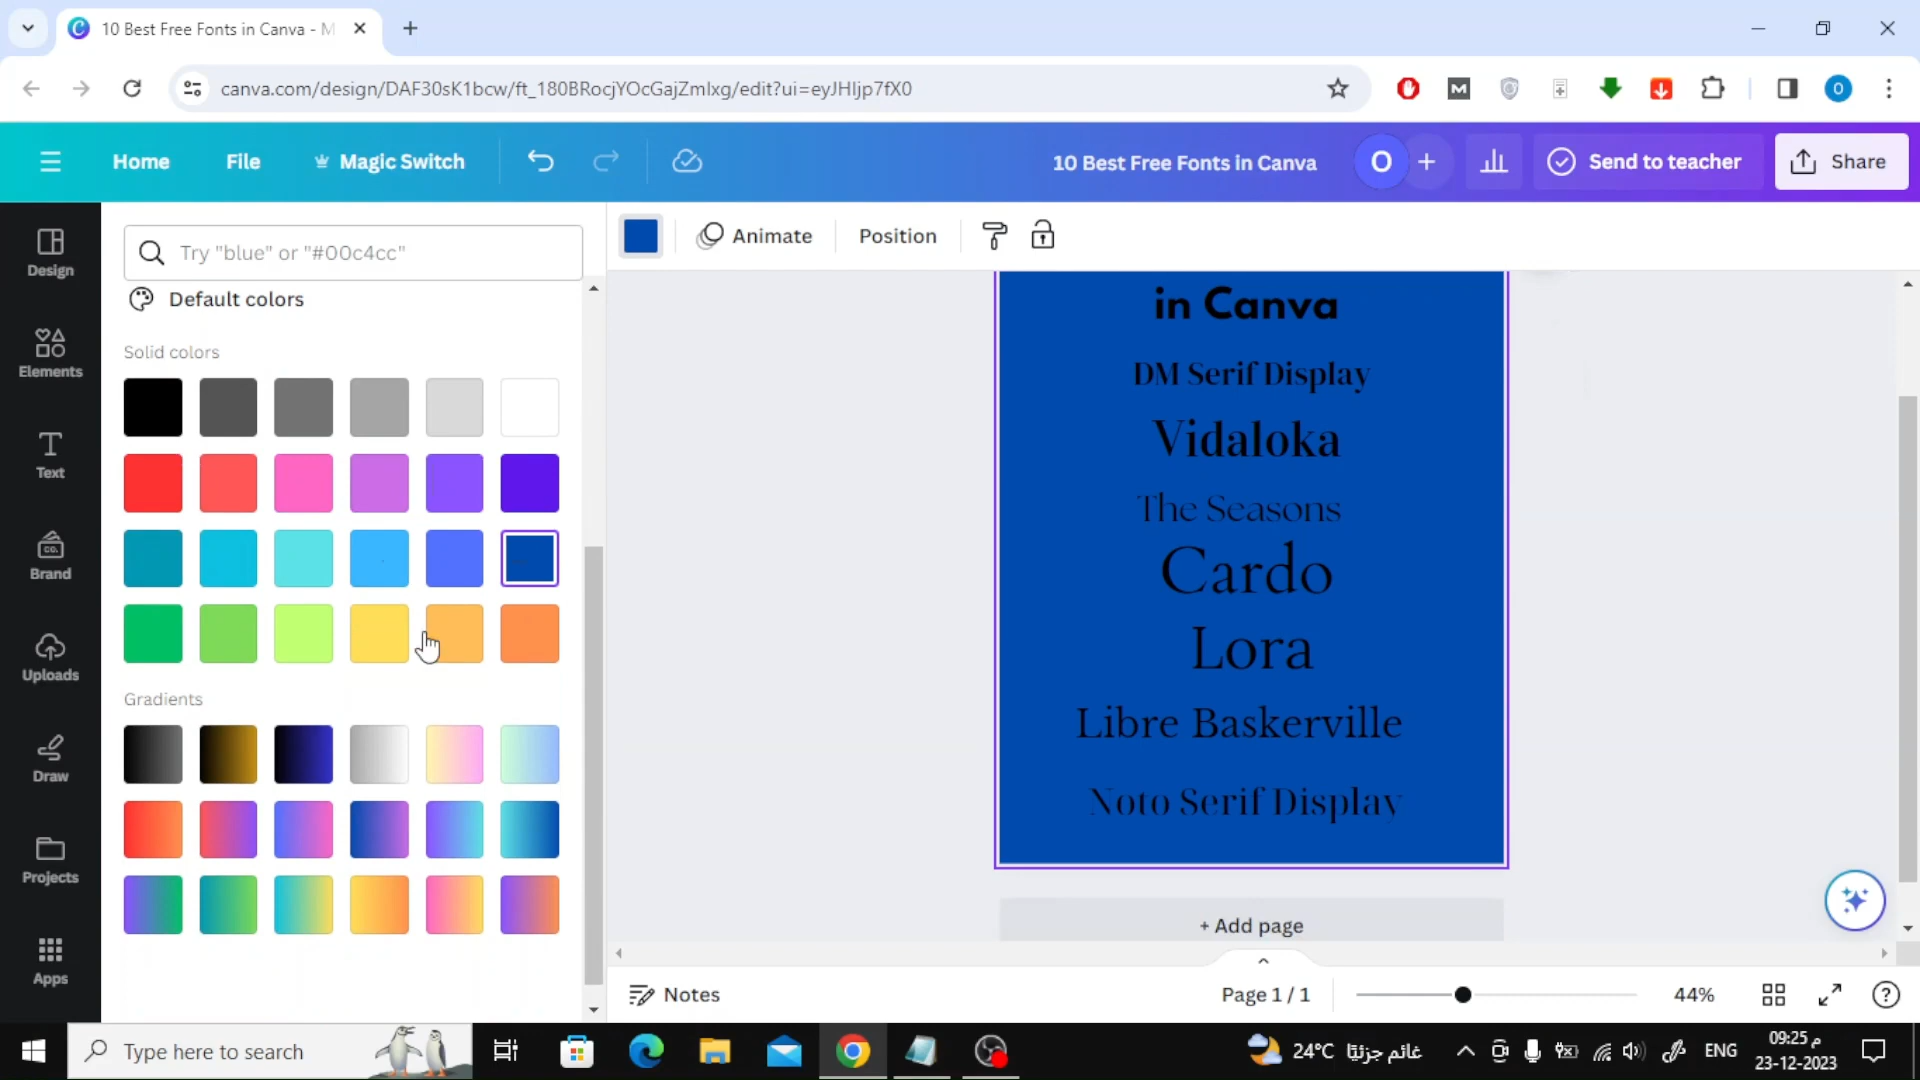 10 Best Free Fonts in Canva - M
canva.com/design/DAF30sK1bcw/ft_180BRocjYOcGajZmlxg/edit?ui=eyJHIjp7fX0
Home
File
Magic Switch
10 Best Free Fonts in Canva
O
Send to teacher
Share
Design
Elements
Text
Brand
Uploads
Draw
Projects
Apps
Try "blue" or "#00c4cc"
Default colors
Solid colors
Gradients
Animate
Position
in Canva
DM Serif Display
Vidaloka
The Seasons
Cardo
Lora
Libre Baskerville
Noto Serif Display
+ Add page
Notes
Page 1 / 1
44%
Type here to search
24°C غائم جزئيًا
ENG
09:25 م
23-12-2023